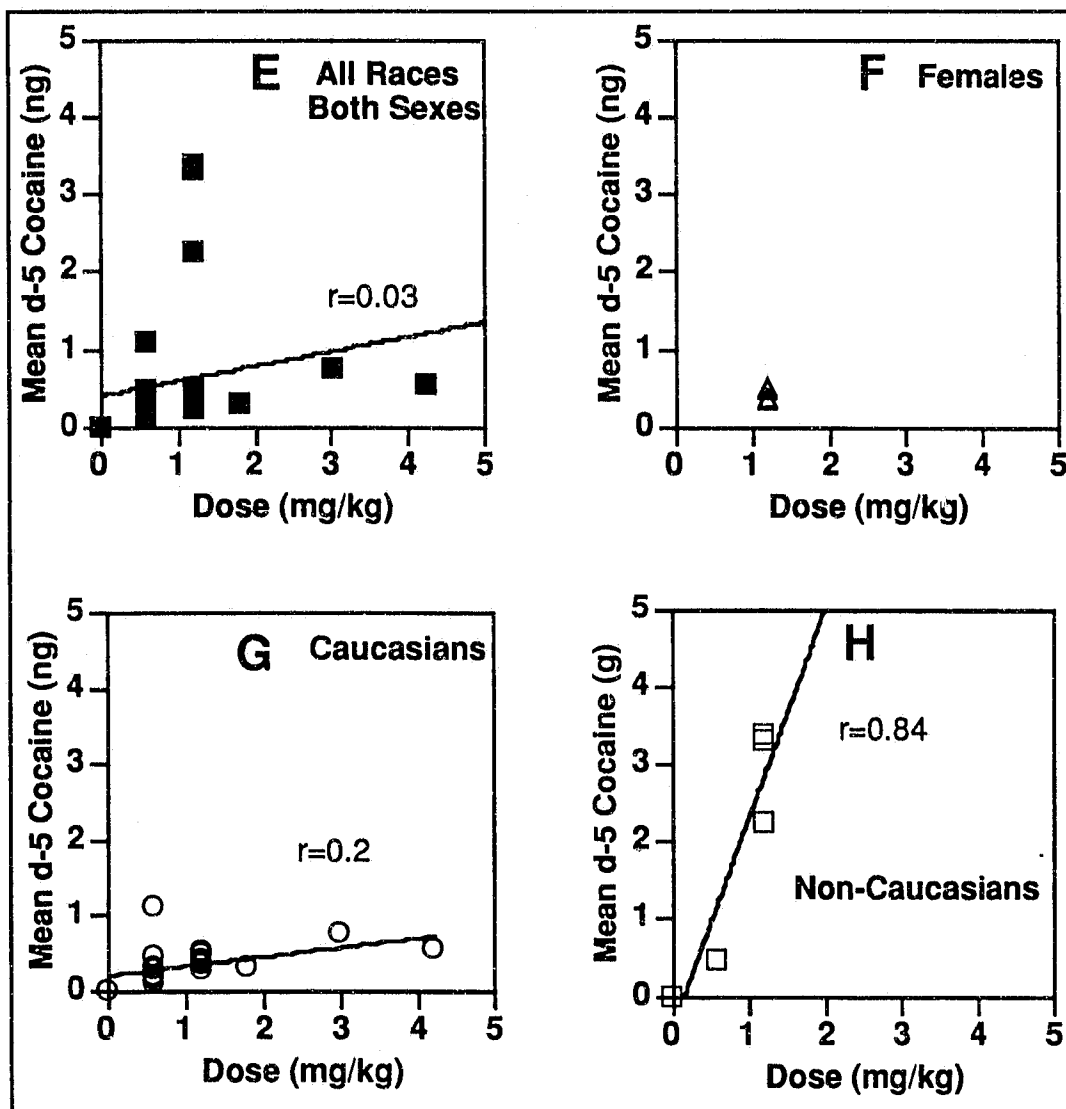 E All Races
Both Sexes
Mean d-5 Cocaine (ng)
5
4
3
2
1
0
r=0.03
0 1 2 3 4 5
Dose (mg/kg)
F Females
Mean d-5 Cocaine (ng)
5
4
3
2
1
0
0 1 2 3 4 5
Dose (mg/kg)
G Caucasians
Mean d-5 Cocaine (ng)
5
4
3
2
1
0
r=0.2
0 1 2 3 4 5
Dose (mg/kg)
H
Mean d-5 Cocaine (g)
5
4
3
2
1
0
r=0.84
Non-Caucasians
0 1 2 3 4 5
Dose (mg/kg)